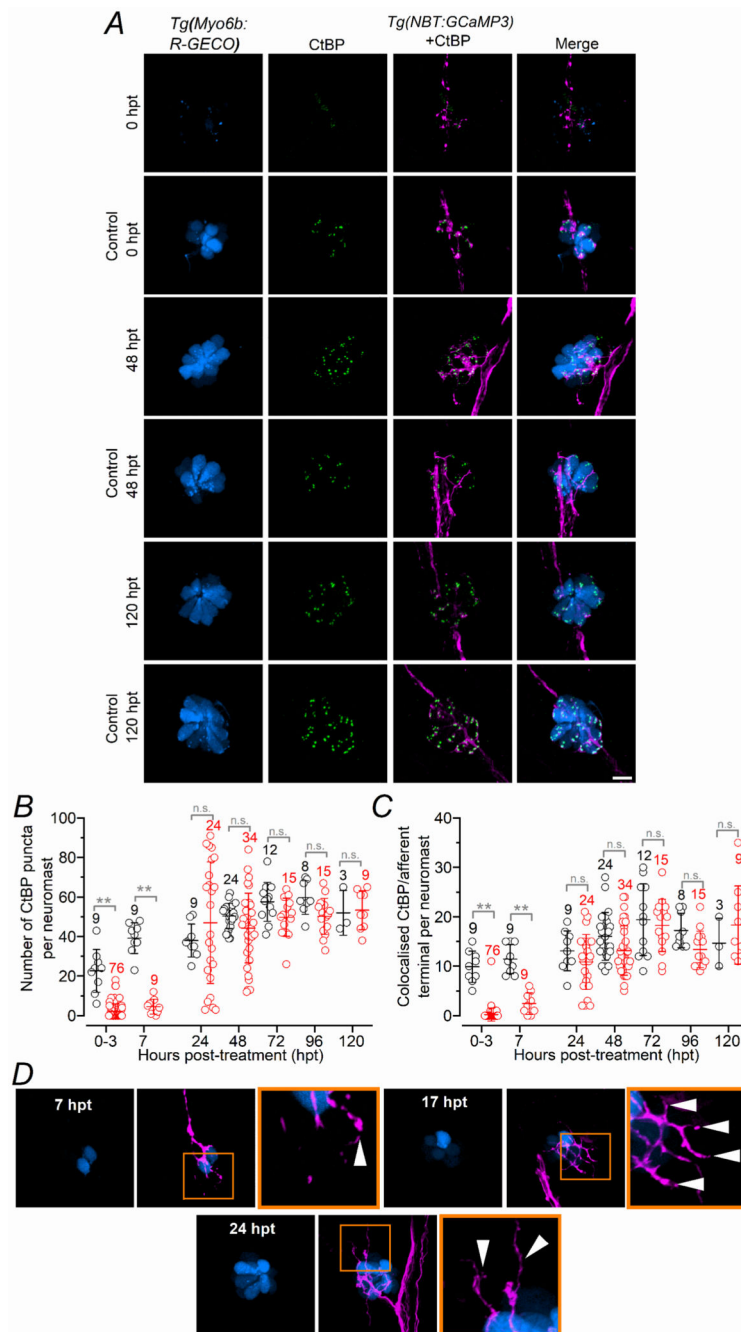 A
Tg(Myo6b:
R-GECO)
CtBP
Tg(NBT:GCaMP3)
+CtBP
Merge
0 hpt
Control
0 hpt
48 hpt
Control
48 hpt
120 hpt
Control
120 hpt
B
Number of CtBP puncta
per neuromast
100
80
60
40
20
0
9 76 ** 9 9 ** 9 24 n.s. 24 34 n.s. 12 15 n.s. 8 15 n.s. 3 9 n.s.
0-3 7 24 48 72 96 120
Hours post-treatment (hpt)
C
Colocalised CtBP/afferent
terminal per neuromast
40
30
20
10
0
9 76 ** 9 9 ** 9 24 n.s. 24 34 n.s. 12 15 n.s. 8 15 n.s. 3 9 n.s.
0-3 7 24 48 72 96 120
Hours post-treatment (hpt)
D
7 hpt
17 hpt
24 hpt